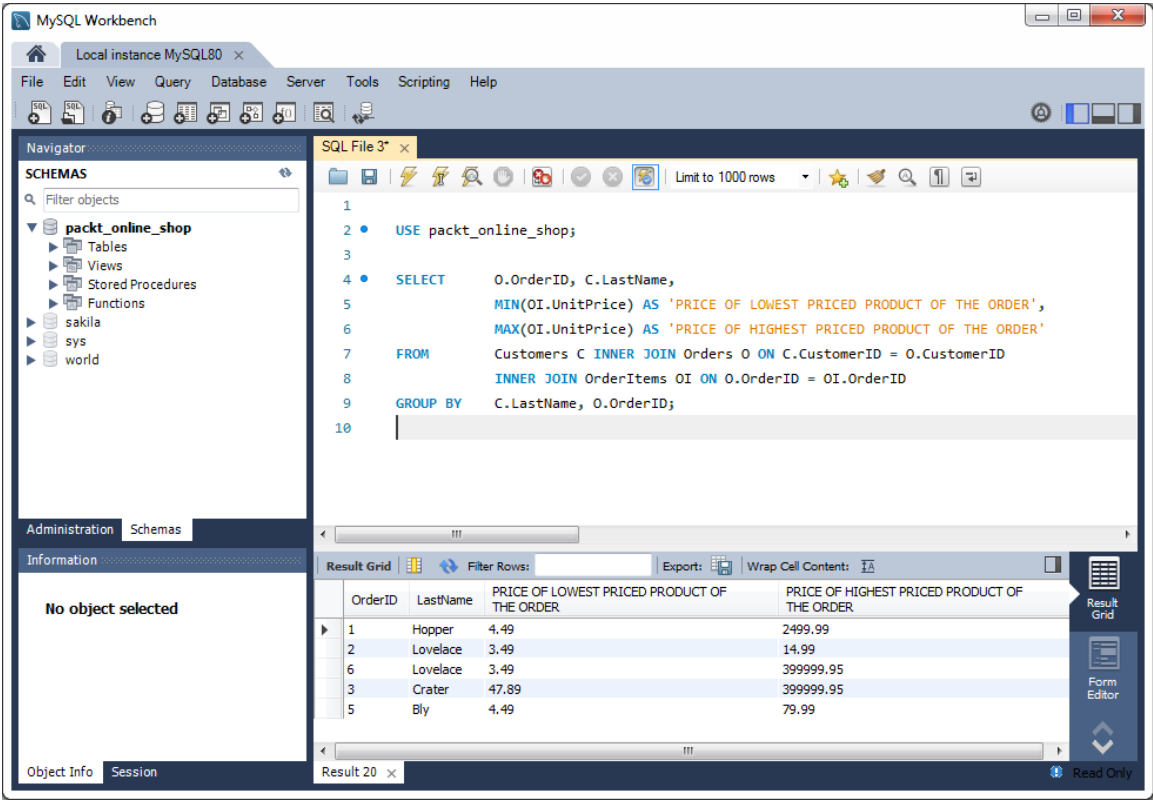 MySQL Workbench
Local instance MySQL80
File Edit View Query Database Server Tools Scripting Help
Navigator
SCHEMAS
Filter objects
packt_online_shop
Tables
Views
Stored Procedures
Functions
sakila
sys
world
Administration Schemas
Information
No object selected
Object Info Session
SQL File 3*
Limit to 1000 rows
1
2 USE packt_online_shop;
3
4 SELECT O.OrderID, C.LastName,
5 MIN(OI.UnitPrice) AS 'PRICE OF LOWEST PRICED PRODUCT OF THE ORDER',
6 MAX(OI.UnitPrice) AS 'PRICE OF HIGHEST PRICED PRODUCT OF THE ORDER'
7 FROM Customers C INNER JOIN Orders O ON C.CustomerID = O.CustomerID
8 INNER JOIN OrderItems OI ON O.OrderID = OI.OrderID
9 GROUP BY C.LastName, O.OrderID;
10
Result Grid Filter Rows: Export: Wrap Cell Content:
OrderID LastName PRICE OF LOWEST PRICED PRODUCT OF THE ORDER PRICE OF HIGHEST PRICED PRODUCT OF THE ORDER
1 Hopper 4.49 2499.99
2 Lovelace 3.49 14.99
6 Lovelace 3.49 399999.95
3 Crater 47.89 399999.95
5 Bly 4.49 79.99
Result Grid
Form Editor
Result 20
Read Only